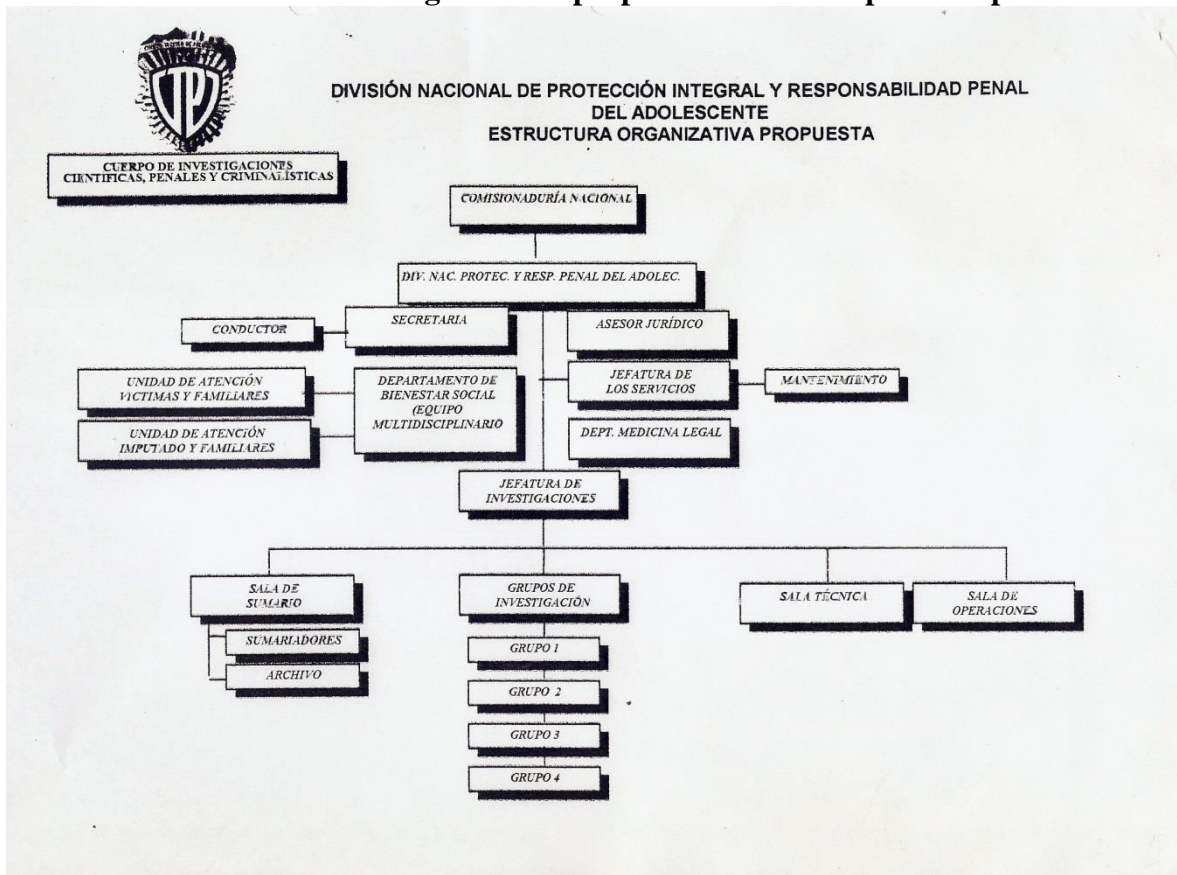 DIVISIÓN NACIONAL DE PROTECCIÓN INTEGRAL Y RESPONSABILIDAD PENAL
DEL ADOLESCENTE
ESTRUCTURA ORGANIZATIVA PROPUESTA
CUERPO DE INVESTIGACIONES
CIENTÍFICAS, PENALES Y CRIMINALÍSTICAS
COMISIONADURÍA NACIONAL
DIV. NAC. PROTEC. Y RESP. PENAL DEL ADOLEC.
CONDUCTOR
SECRETARIA
ASESOR JURÍDICO
UNIDAD DE ATENCIÓN
VICTIMAS Y FAMILIARES
DEPARTAMENTO DE
BIENESTAR SOCIAL
(EQUIPO
MULTIDISCIPLINARIO
JEFATURA DE
LOS SERVICIOS
MANTENIMIENTO
UNIDAD DE ATENCIÓN
IMPUTADO Y FAMILIARES
DEPT. MEDICINA LEGAL
JEFATURA DE
INVESTIGACIONES
SALA DE
SUMARIO
GRUPOS DE
INVESTIGACIÓN
SALA TÉCNICA
SALA DE
OPERACIONES
SUMARIADORES
ARCHIVO
GRUPO 1
GRUPO 2
GRUPO 3
GRUPO 4